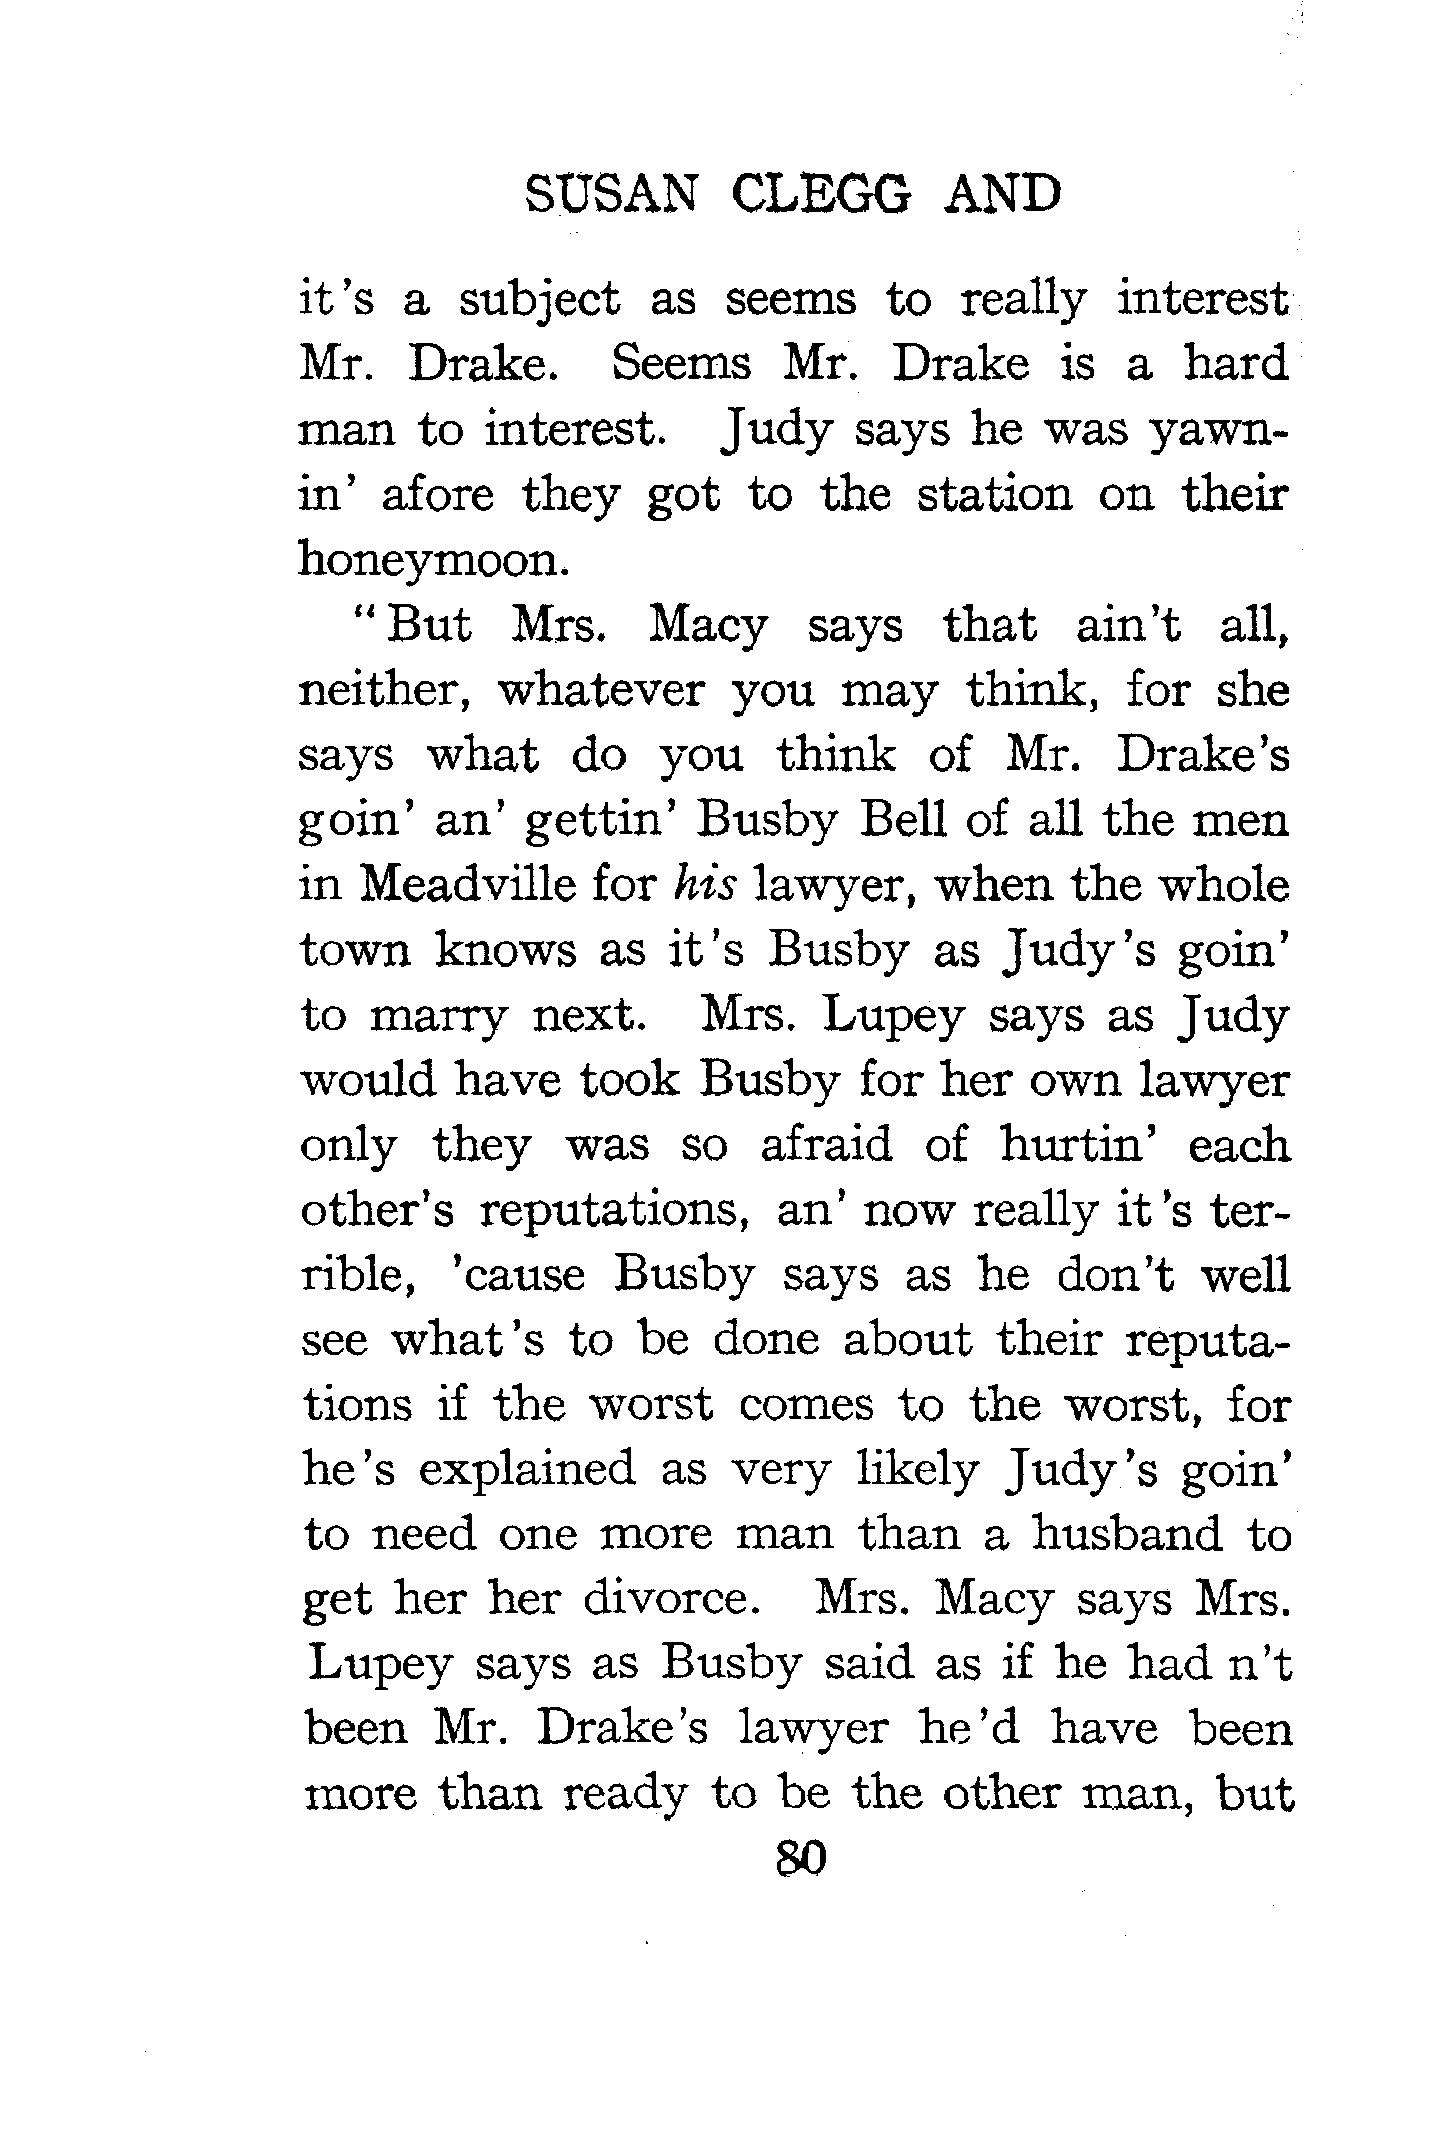 SUSAN CLEGG AND
it's a subject as seems to really interest
Mr. Drake. Seems Mr. Drake is a hard
man to interest. Judy says he was yawn-
in' afore they got to the station on their
honeymoon.
"But Mrs. Macy says that ain't all,
neither, whatever you may think, for she
says what do you think of Mr. Drake's
goin' an' gettin' Busby Bell of all the men
in Meadville for his lawyer, when the whole
town knows as it's Busby as Judy's goin'
to marry next. Mrs. Lupey says as Judy
would have took Busby for her own lawyer
only they was so afraid of hurtin' each
other's reputations, an' now really it's ter-
rible, 'cause Busby says as he don't well
see what's to be done about their reputa-
tions if the worst comes to the worst, for
he's explained as very likely Judy's goin'
to need one more man than a husband to
get her her divorce. Mrs. Macy says Mrs.
Lupey says as Busby said as if he had n't
been Mr. Drake's lawyer he'd have been
more than ready to be the other man, but
80